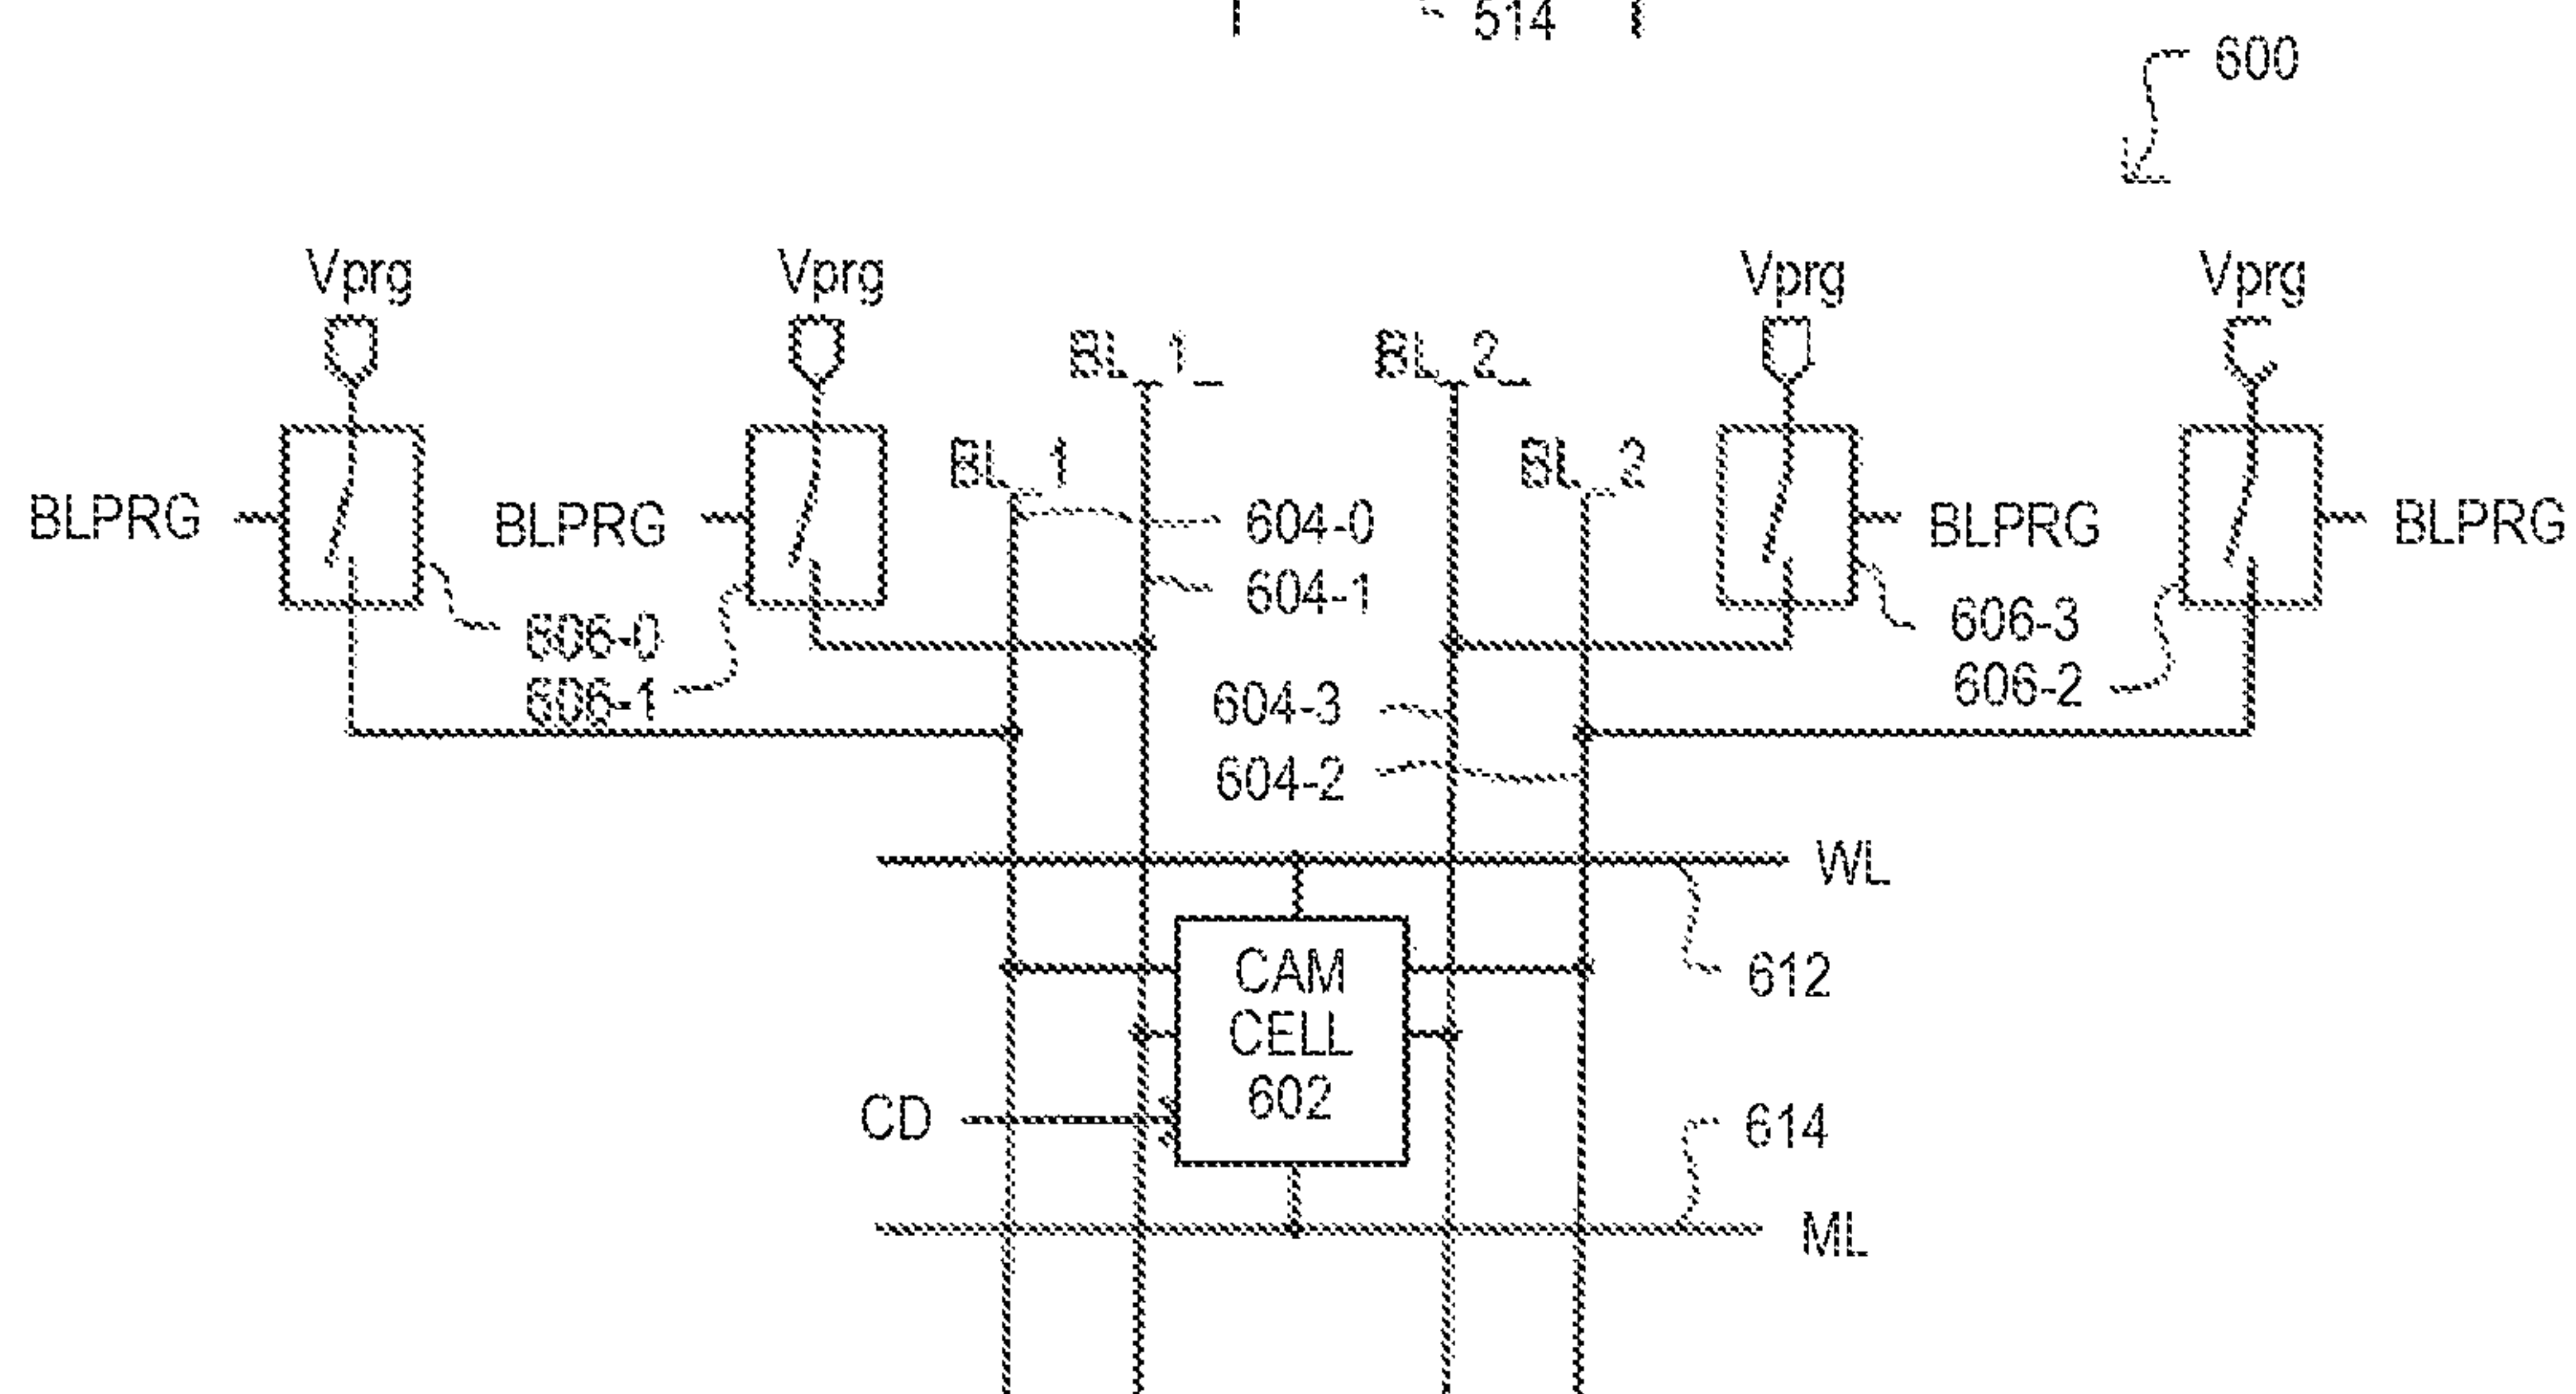 514
600
Vprg Vprg Vprg Vprg
BL_1_ BL_2_
BL_1 BL_2
BLPRG BLPRG 604-0 BLPRG BLPRG
604-1
606-0 606-3
606-1 604-3 606-2
604-2
WL
CAM 612
CELL
602
CD 614
ML